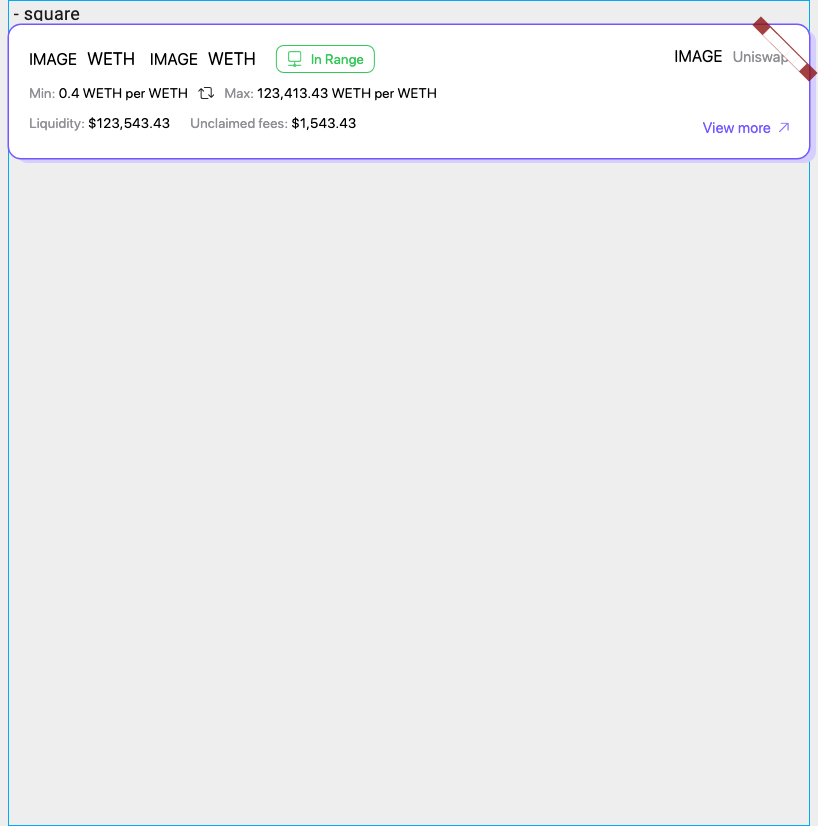 - square
IMAGE WETH IMAGE WETH In Range IMAGE Uniswap
Min: 0.4 WETH per WETH Max: 123,413.43 WETH per WETH
Liquidity: $123,543.43 Unclaimed fees: $1,543.43
View more